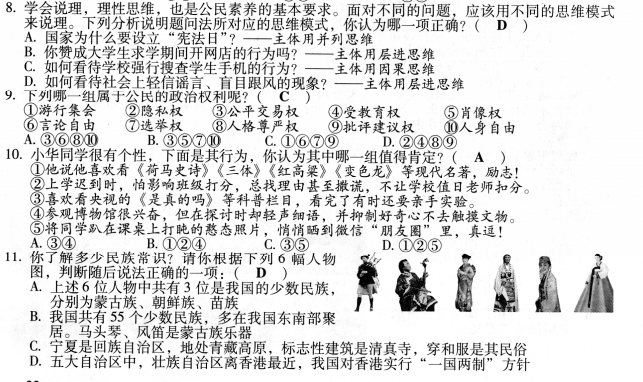 8. 学会说理，理性思维，也是公民素养的基本要求。面对不同的问题，应该用不同的思维模式
来说理。下列分析说明题问法所对应的思维模式，你认为哪一项正确？（ D ）
A. 国家为什么要设立“宪法日”？——主体用并列思维
B. 你赞成大学生求学期间开网店的行为吗？——主体用层进思维
C. 如何看待学校强行搜查学生手机的行为？——主体用因果思维
D. 如何看待社会上轻信谣言、盲目跟风的现象？——主体用层进思维
9. 下列哪一组属于公民的政治权利呢？（ C ）
①游行集会 ②隐私权 ③公平交易权 ④受教育权 ⑤肖像权
⑥言论自由 ⑦选举权 ⑧人格尊严权 ⑨批评建议权 ⑩人身自由
A. ③⑥⑧⑩ B. ③⑤⑦⑩ C. ①⑥⑦⑨ D. ②④⑧⑨
10. 小华同学很有个性，下面是其行为，你认为其中哪一组值得肯定？（ A ）
①他说他喜欢看《荷马史诗》《三体》《红高粱》《变色龙》等现代名著，励志！
②上学迟到时，怕影响班级打分，总找理由甚至撒谎，不让学校值日老师扣分。
③喜欢看央视的《是真的吗》等科普栏目，看完了有时还要亲手实验。
④参观博物馆很兴奋，但在探讨时却轻声细语，并抑制好奇心不去触摸文物。
⑤将同学趴在课桌上打盹的憨态照片，悄悄晒到微信“朋友圈”里，真逗！
A. ③④ B. ①②④ C. ③⑤ D. ①②⑤
11. 你了解多少民族常识？请你根据下列 6 幅人物
图，判断随后说法正确的一项：（ D ）
A. 上述 6 位人物中共有 3 位是我国的少数民族，
分别为蒙古族、朝鲜族、苗族
B. 我国共有 55 个少数民族，多在我国东南部聚
居。马头琴、风笛是蒙古族乐器
C. 宁夏是回族自治区，地处青藏高原，标志性建筑是清真寺，穿和服是其民俗
D. 五大自治区中，壮族自治区离香港最近，我国对香港实行“一国两制”方针